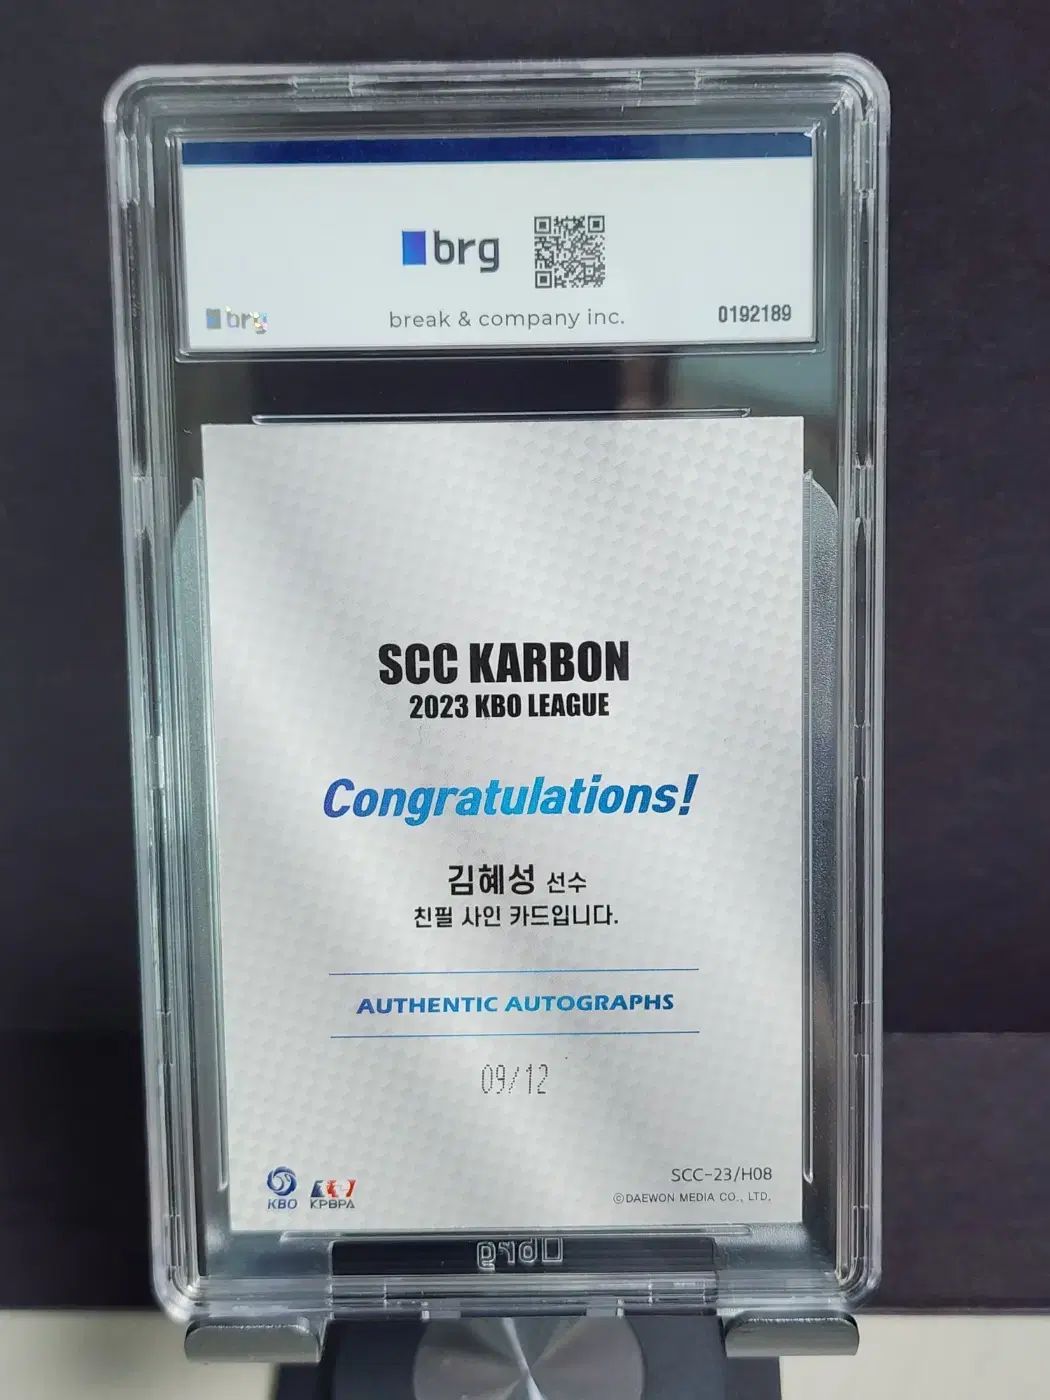 brg
brg
break & company inc.
0192189
SCC KARBON
2023 KBO LEAGUE
Congratulations!
김혜성 선수
친필 사인 카드입니다.
AUTHENTIC AUTOGRAPHS
09/12
KBO
KPBPA
SCC-23/H08
©DAEWON MEDIA CO., LTD.
brg